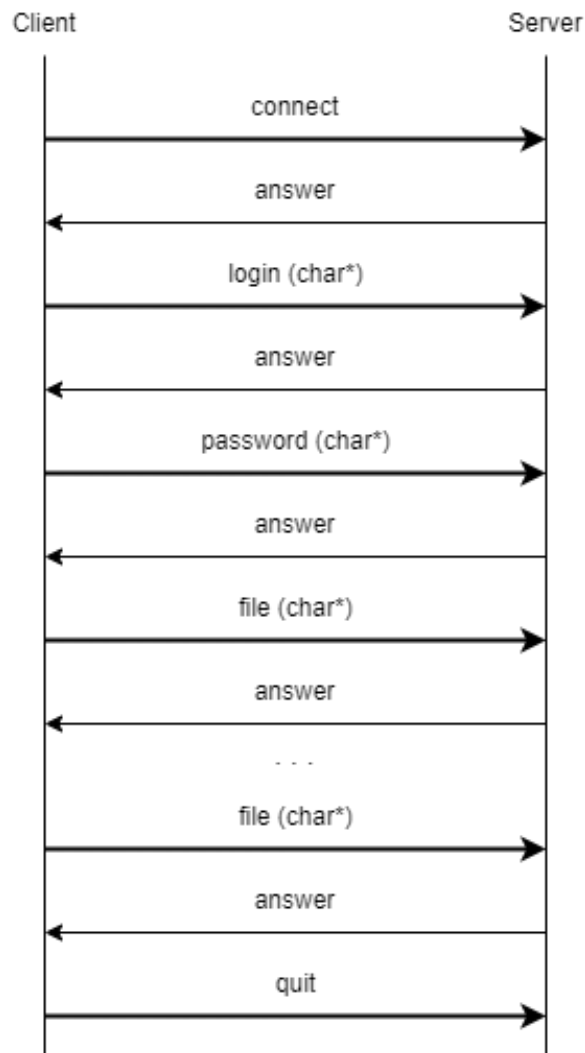 Client
Server
connect
answer
login (char*)
answer
password (char*)
answer
file (char*)
answer
. . .
file (char*)
answer
quit